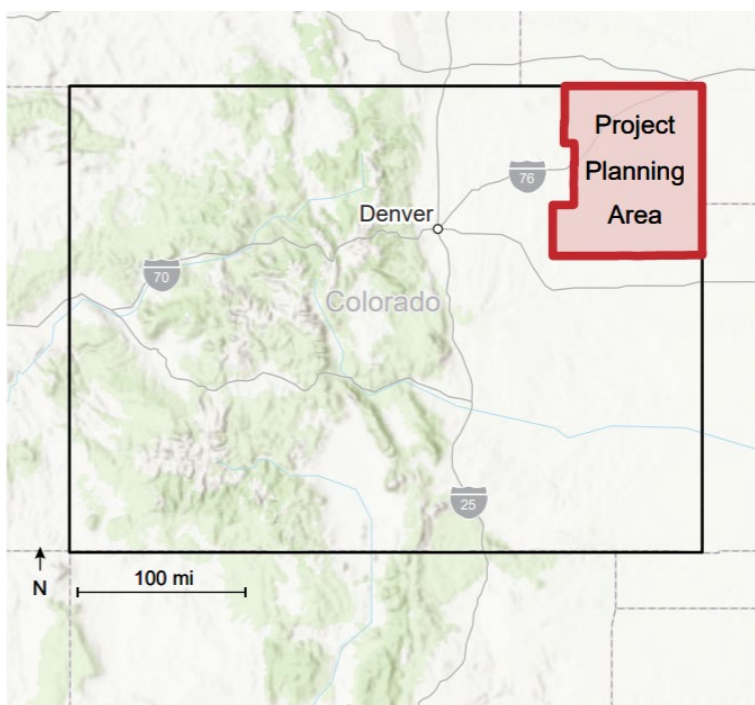 Project
Planning
Area
76
Denver
70
Colorado
25
N
100 mi